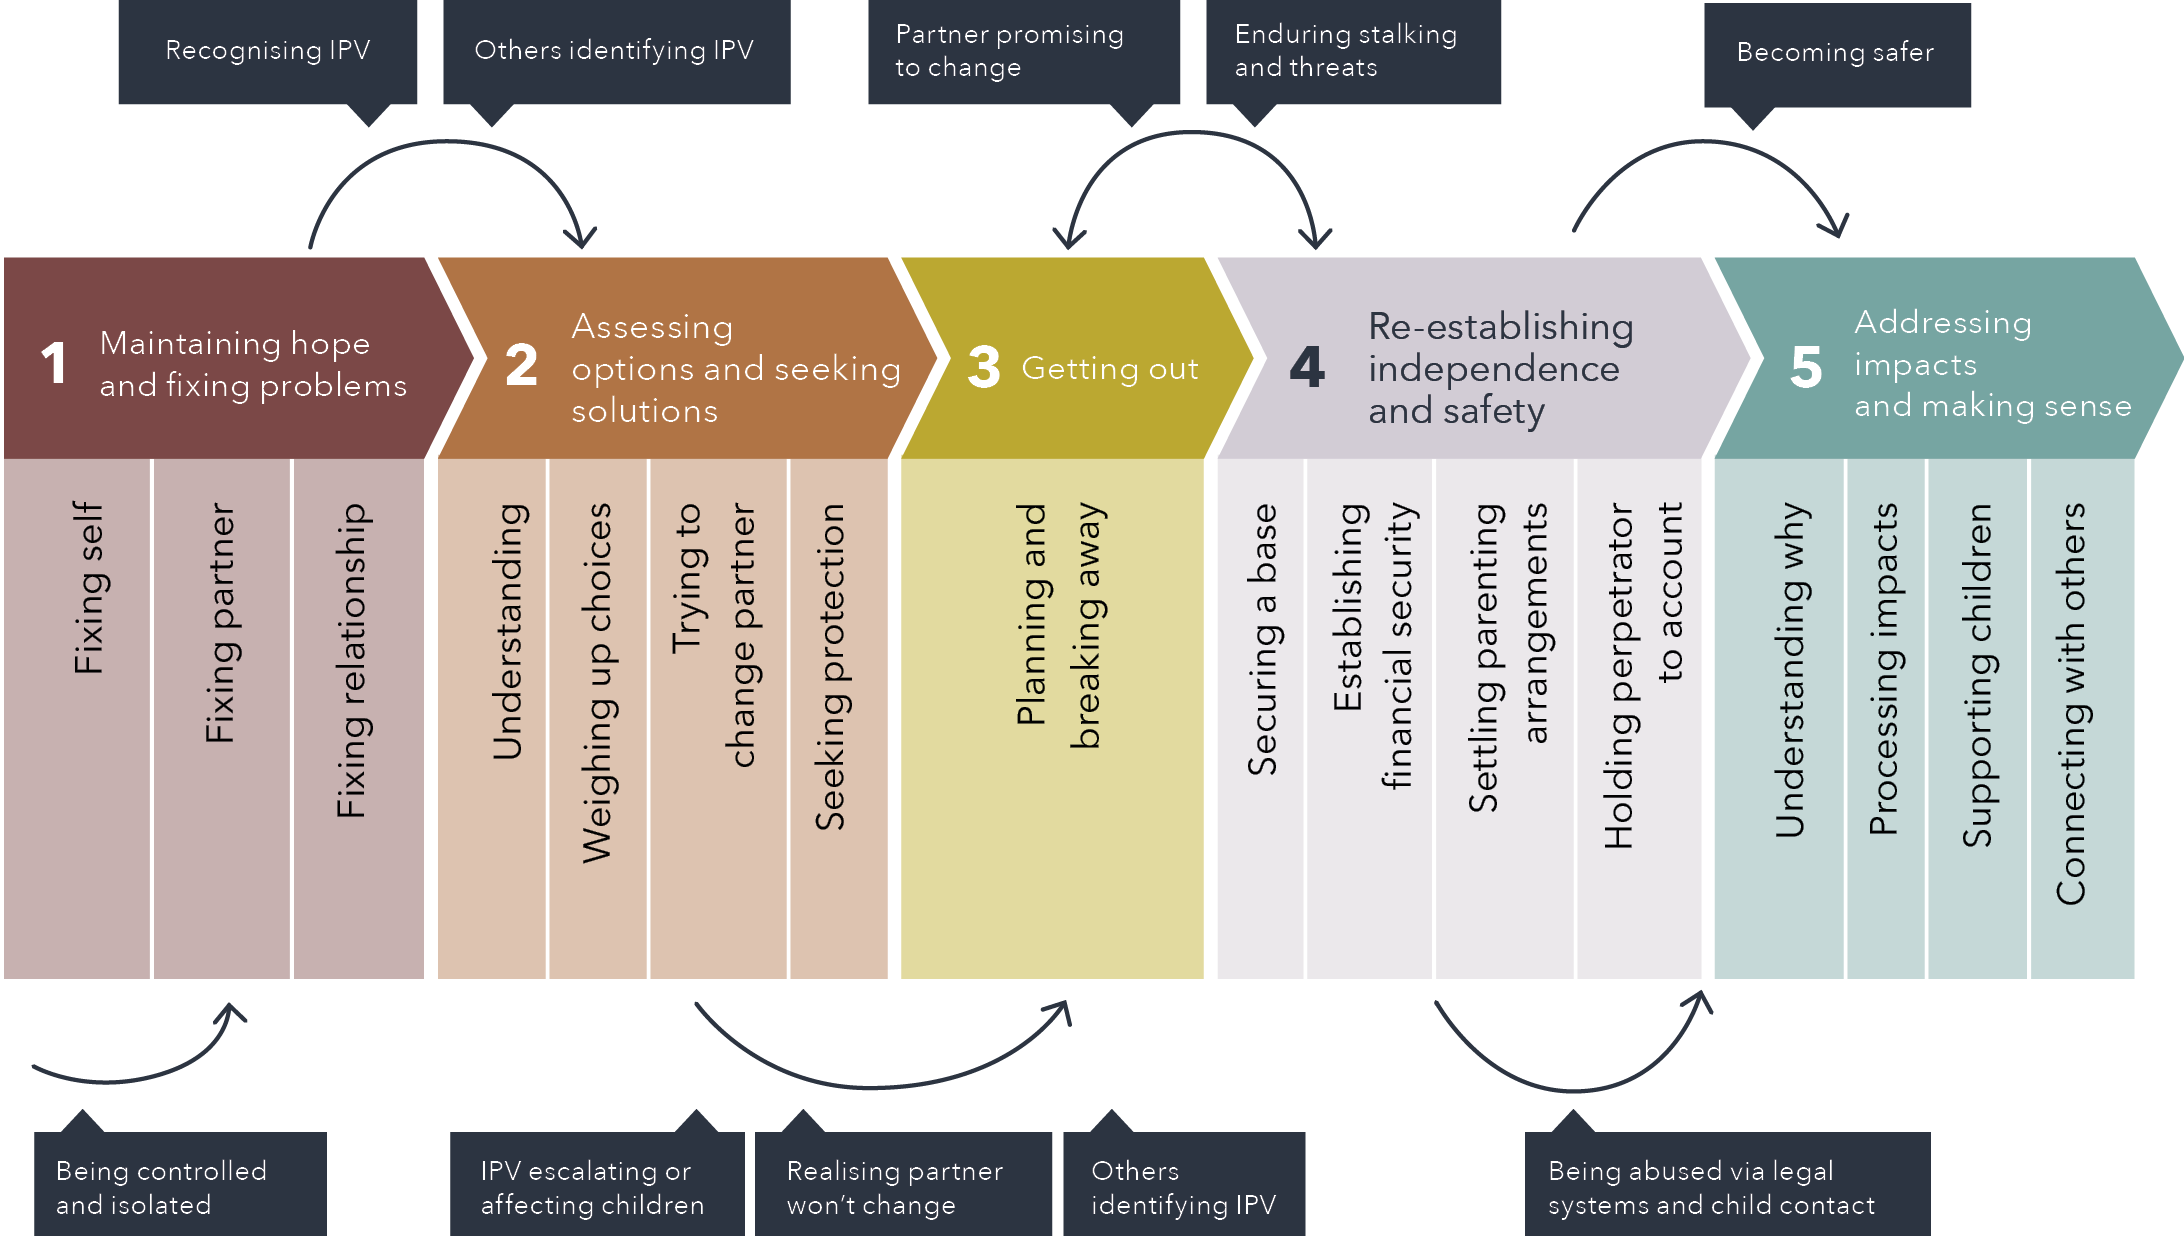 Recognising IPV
Others identifying IPV
Partner promising
to change
Enduring stalking
and threats
Becoming safer
1
Maintaining hope
and fixing problems
2
Assessing
options and seeking
solutions
3
Getting out
4
Re-establishing
independence
and safety
5
Addressing
impacts
and making sense
Fixing self
Fixing partner
Fixing relationship
Understanding
Weighing up choices
Trying to
change partner
Seeking protection
Planning and
breaking away
Securing a base
Establishing
financial security
Settling parenting
arrangements
Holding perpetrator
to account
Understanding why
Processing impacts
Supporting children
Connecting with others
Being controlled
and isolated
IPV escalating or
affecting children
Realising partner
won’t change
Others
identifying IPV
Being abused via legal
systems and child contact